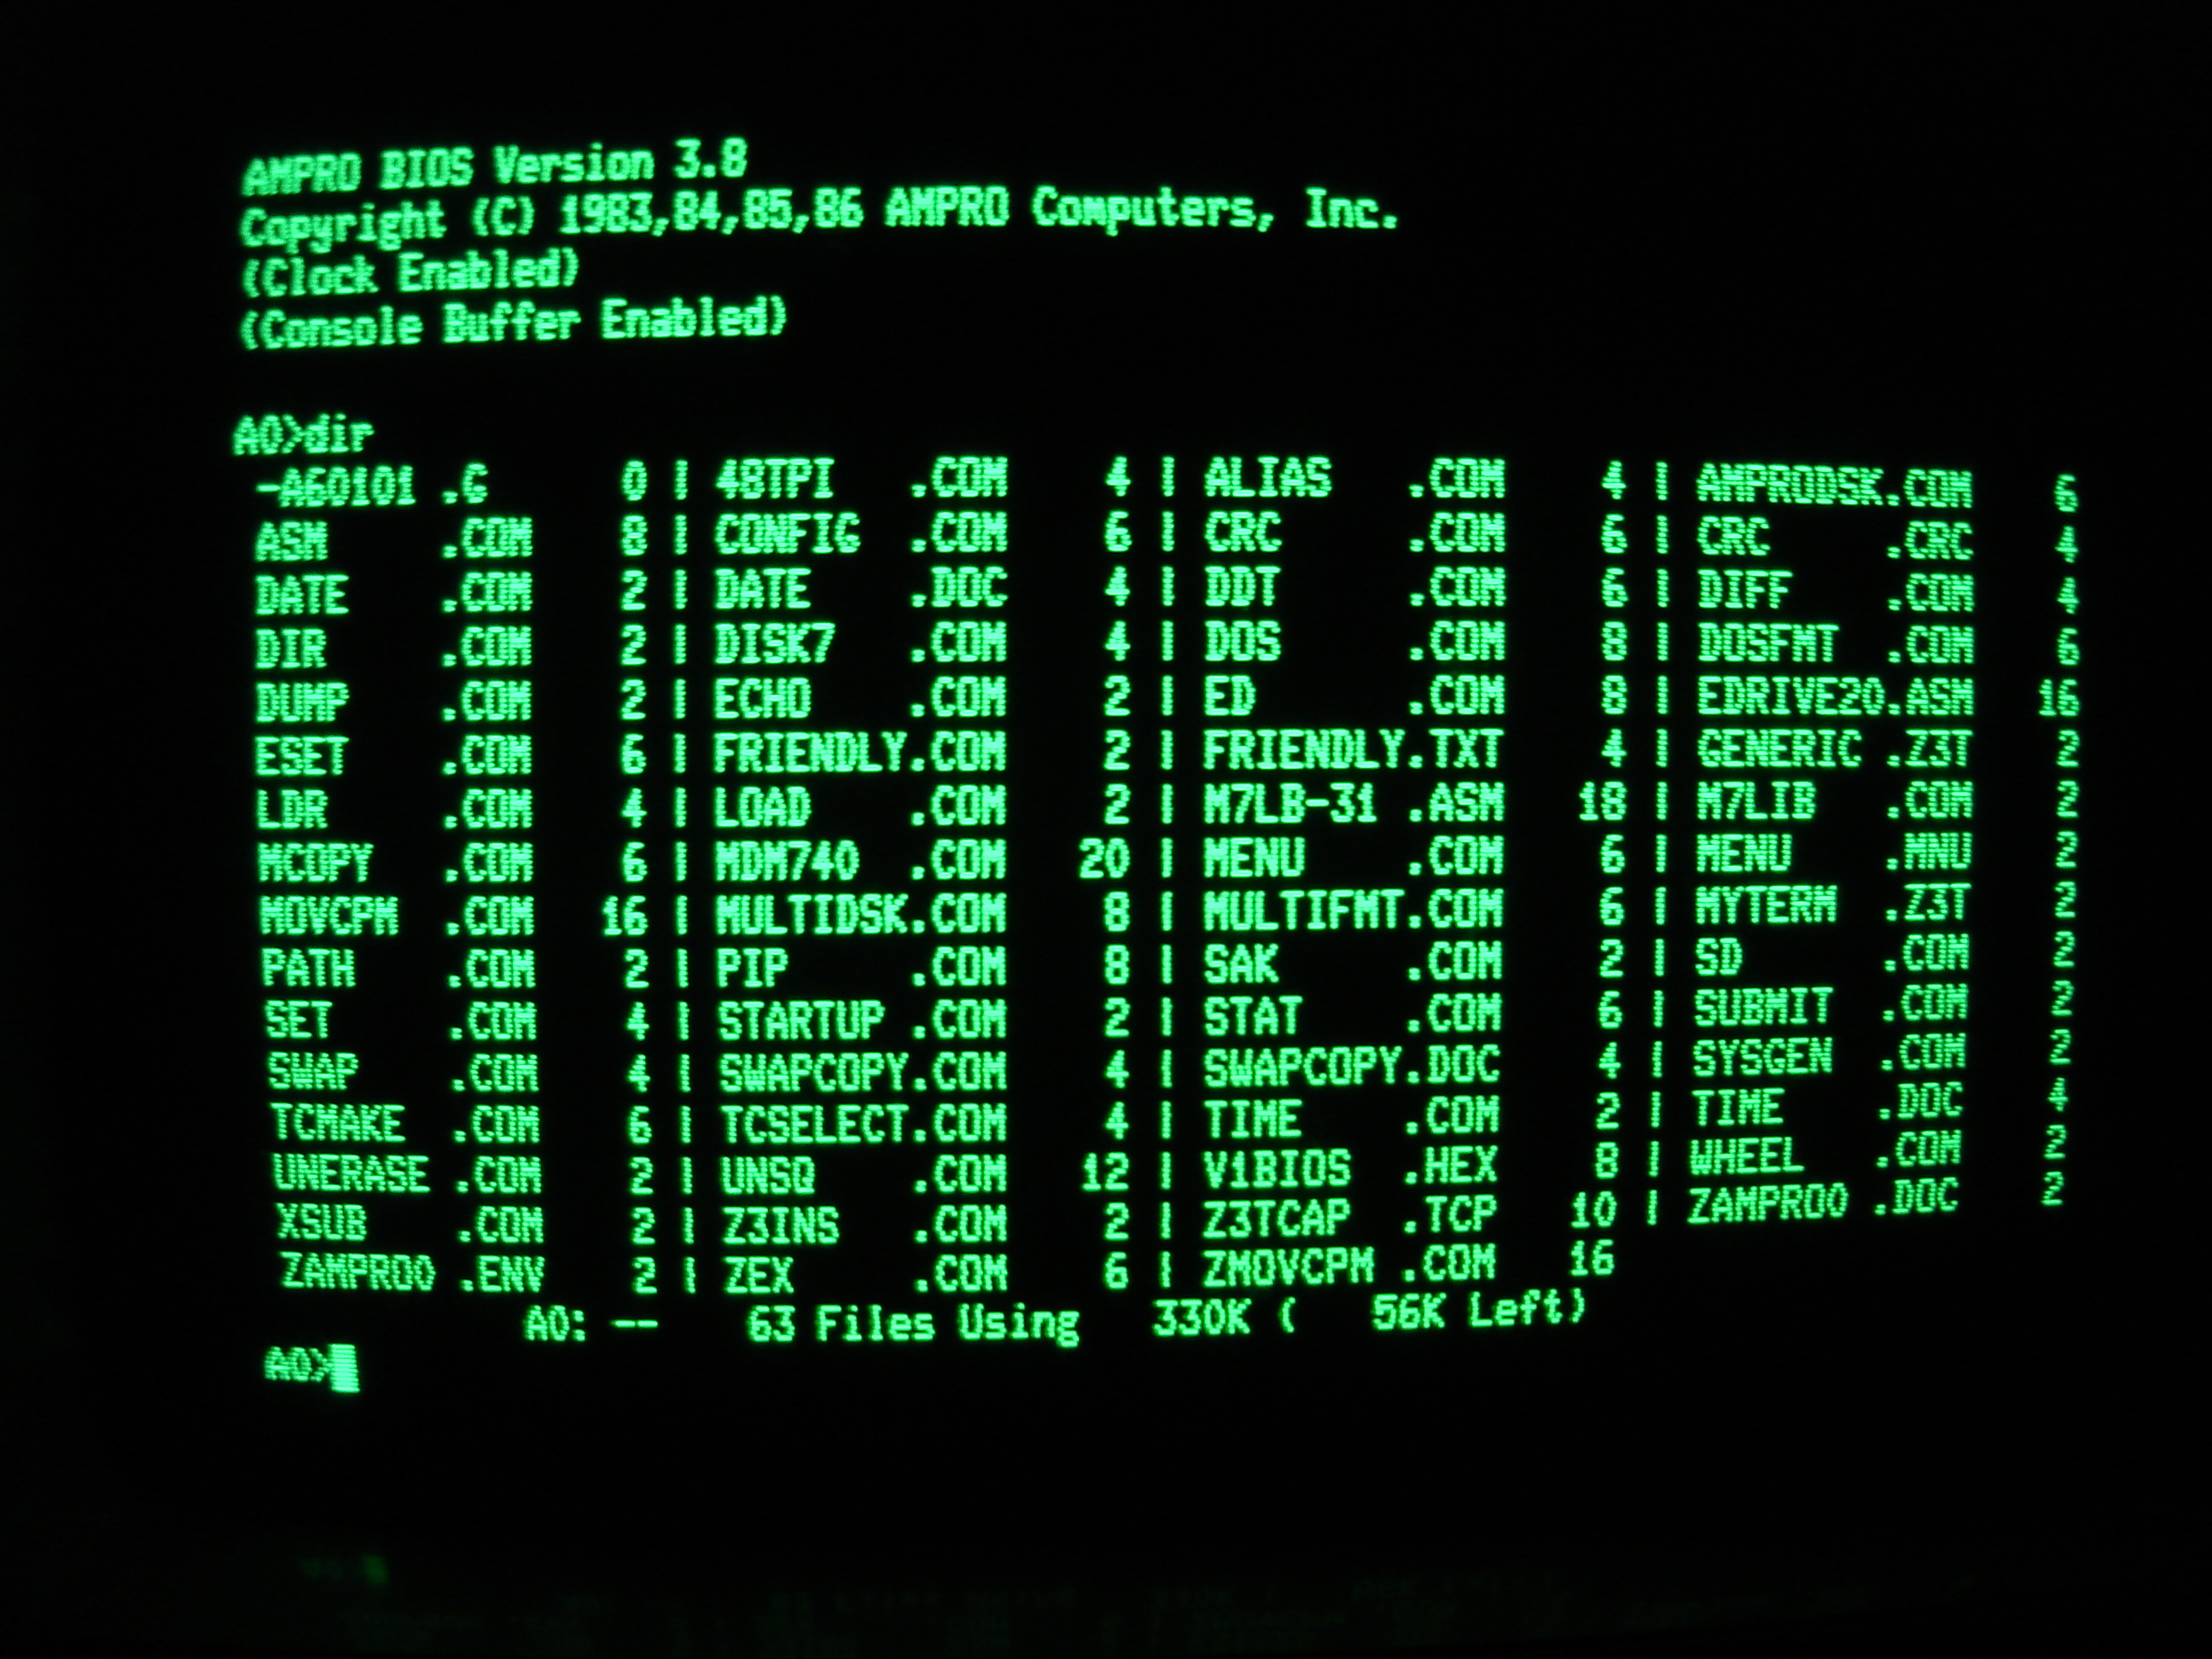 AMPRO BIOS Version 3.8
Copyright (C) 1983,84,85,86 AMPRO Computers, Inc.
(Clock Enabled)
(Console Buffer Enabled)
A0>dir
-A60101 .C 0 | 48TPI .COM 4 | ALIAS .COM 4 | AMPRODSK.COM 6
ASM .COM 8 | CONFIG .COM 6 | CRC .COM 6 | CRC .CRC 4
DATE .COM 2 | DATE .DOC 4 | DDT .COM 6 | DIFF .COM 4
DIR .COM 2 | DISK7 .COM 4 | DOS .COM 8 | DOSFMT .COM 6
DUMP .COM 2 | ECHO .COM 2 | ED .COM 8 | EDRIVE20.ASM 16
ESET .COM 6 | FRIENDLY.COM 2 | FRIENDLY.TXT 4 | GENERIC .Z3T 2
LDR .COM 4 | LOAD .COM 2 | M7LB-31 .ASM 18 | M7LIB .COM 2
MCOPY .COM 6 | MDM740 .COM 20 | MENU .COM 6 | MENU .MNU 2
MOVCPM .COM 16 | MULTIDSK.COM 8 | MULTIFMT.COM 6 | MYTERM .Z3T 2
PATH .COM 2 | PIP .COM 8 | SAK .COM 2 | SD .COM 2
SET .COM 4 | STARTUP .COM 2 | STAT .COM 6 | SUBMIT .COM 2
SWAP .COM 4 | SWAPCOPY.COM 4 | SWAPCOPY.DOC 4 | SYSGEN .COM 2
TCMAKE .COM 6 | TCSELECT.COM 4 | TIME .COM 2 | TIME .DOC 4
UNERASE .COM 2 | UNSQ .COM 12 | V1BIOS .HEX 8 | WHEEL .COM 2
XSUB .COM 2 | Z3INS .COM 2 | Z3TCAP .TCP 10 | ZAMPRO0 .DOC 2
ZAMPRO0 .ENV 2 | ZEX .COM 6 | ZMOVCPM .COM 16
A0: -- 63 Files Using 330K ( 56K Left)
A0>